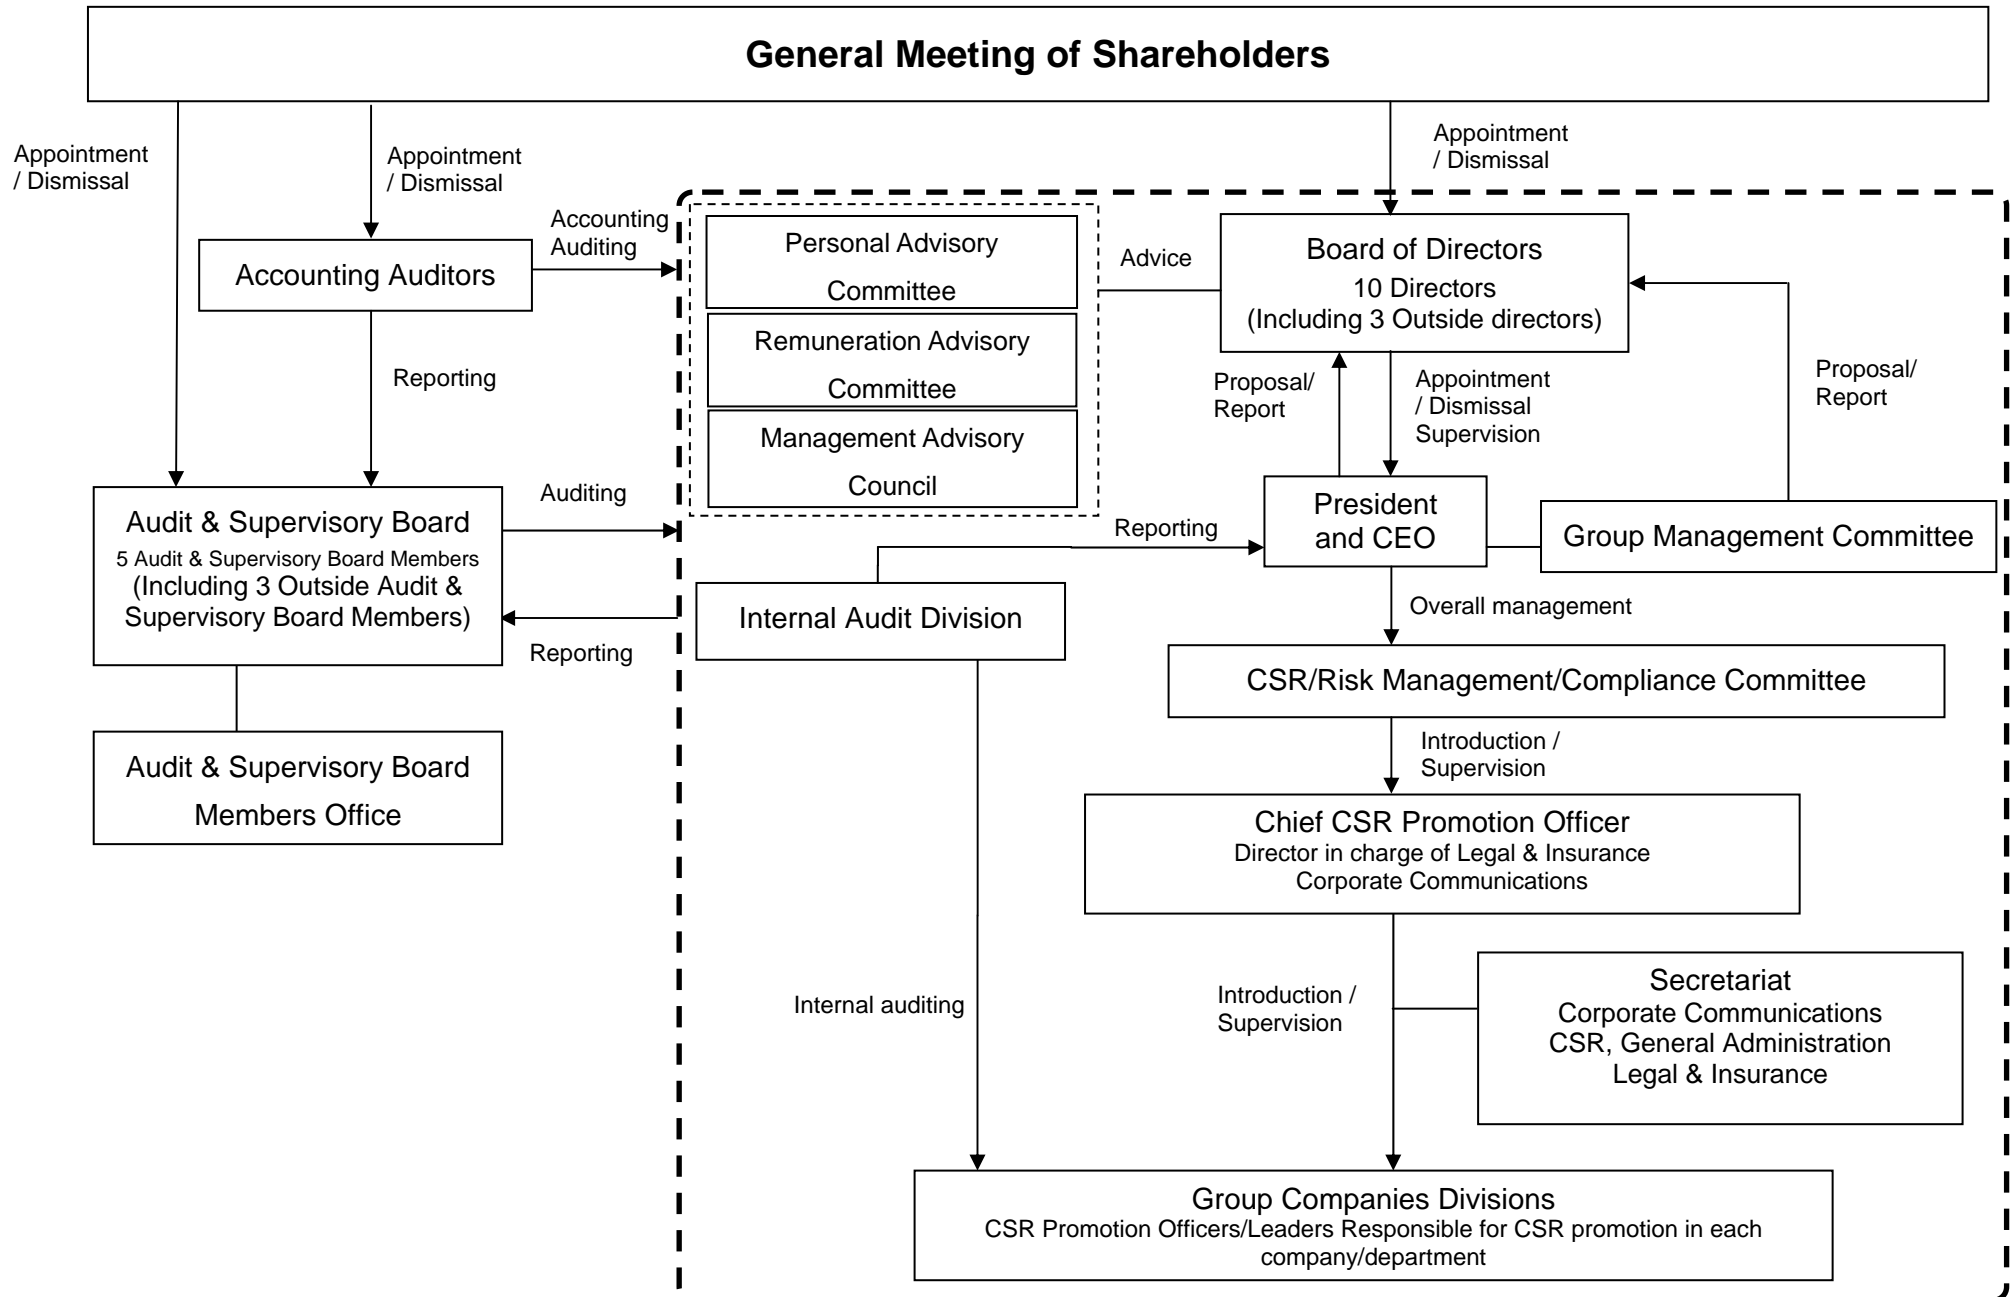 General Meeting of Shareholders
Appointment
/ Dismissal
Appointment
/ Dismissal
Appointment
/ Dismissal
Accounting Auditors
Accounting
Auditing
Personal Advisory
Committee
Remuneration Advisory
Committee
Management Advisory
Council
Advice
Board of Directors
10 Directors
(Including 3 Outside directors)
Reporting
Proposal/
Report
Appointment
/ Dismissal
Supervision
Proposal/
Report
Audit & Supervisory Board
5 Audit & Supervisory Board Members
(Including 3 Outside Audit &
Supervisory Board Members)
Auditing
Reporting
Reporting
President
and CEO
Group Management Committee
Internal Audit Division
Overall management
CSR/Risk Management/Compliance Committee
Audit & Supervisory Board
Members Office
Introduction /
Supervision
Chief CSR Promotion Officer
Director in charge of Legal & Insurance
Corporate Communications
Internal auditing
Introduction /
Supervision
Secretariat
Corporate Communications
CSR, General Administration
Legal & Insurance
Group Companies Divisions
CSR Promotion Officers/Leaders Responsible for CSR promotion in each
company/department